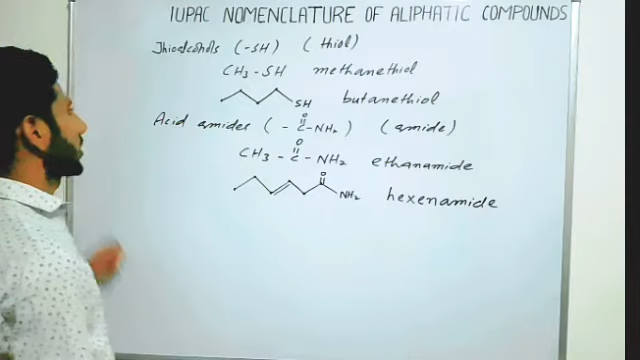 IUPAC NOMENCLATURE OF ALIPHATIC COMPOUNDS
Thioalcohols (-SH) (thiol)
CH3 - SH methanethiol
SH butanethiol
Acid amides (- C - NH2) (amide)
O
CH3 - C - NH2 ethanamide
O
O
NH2 hexenamide